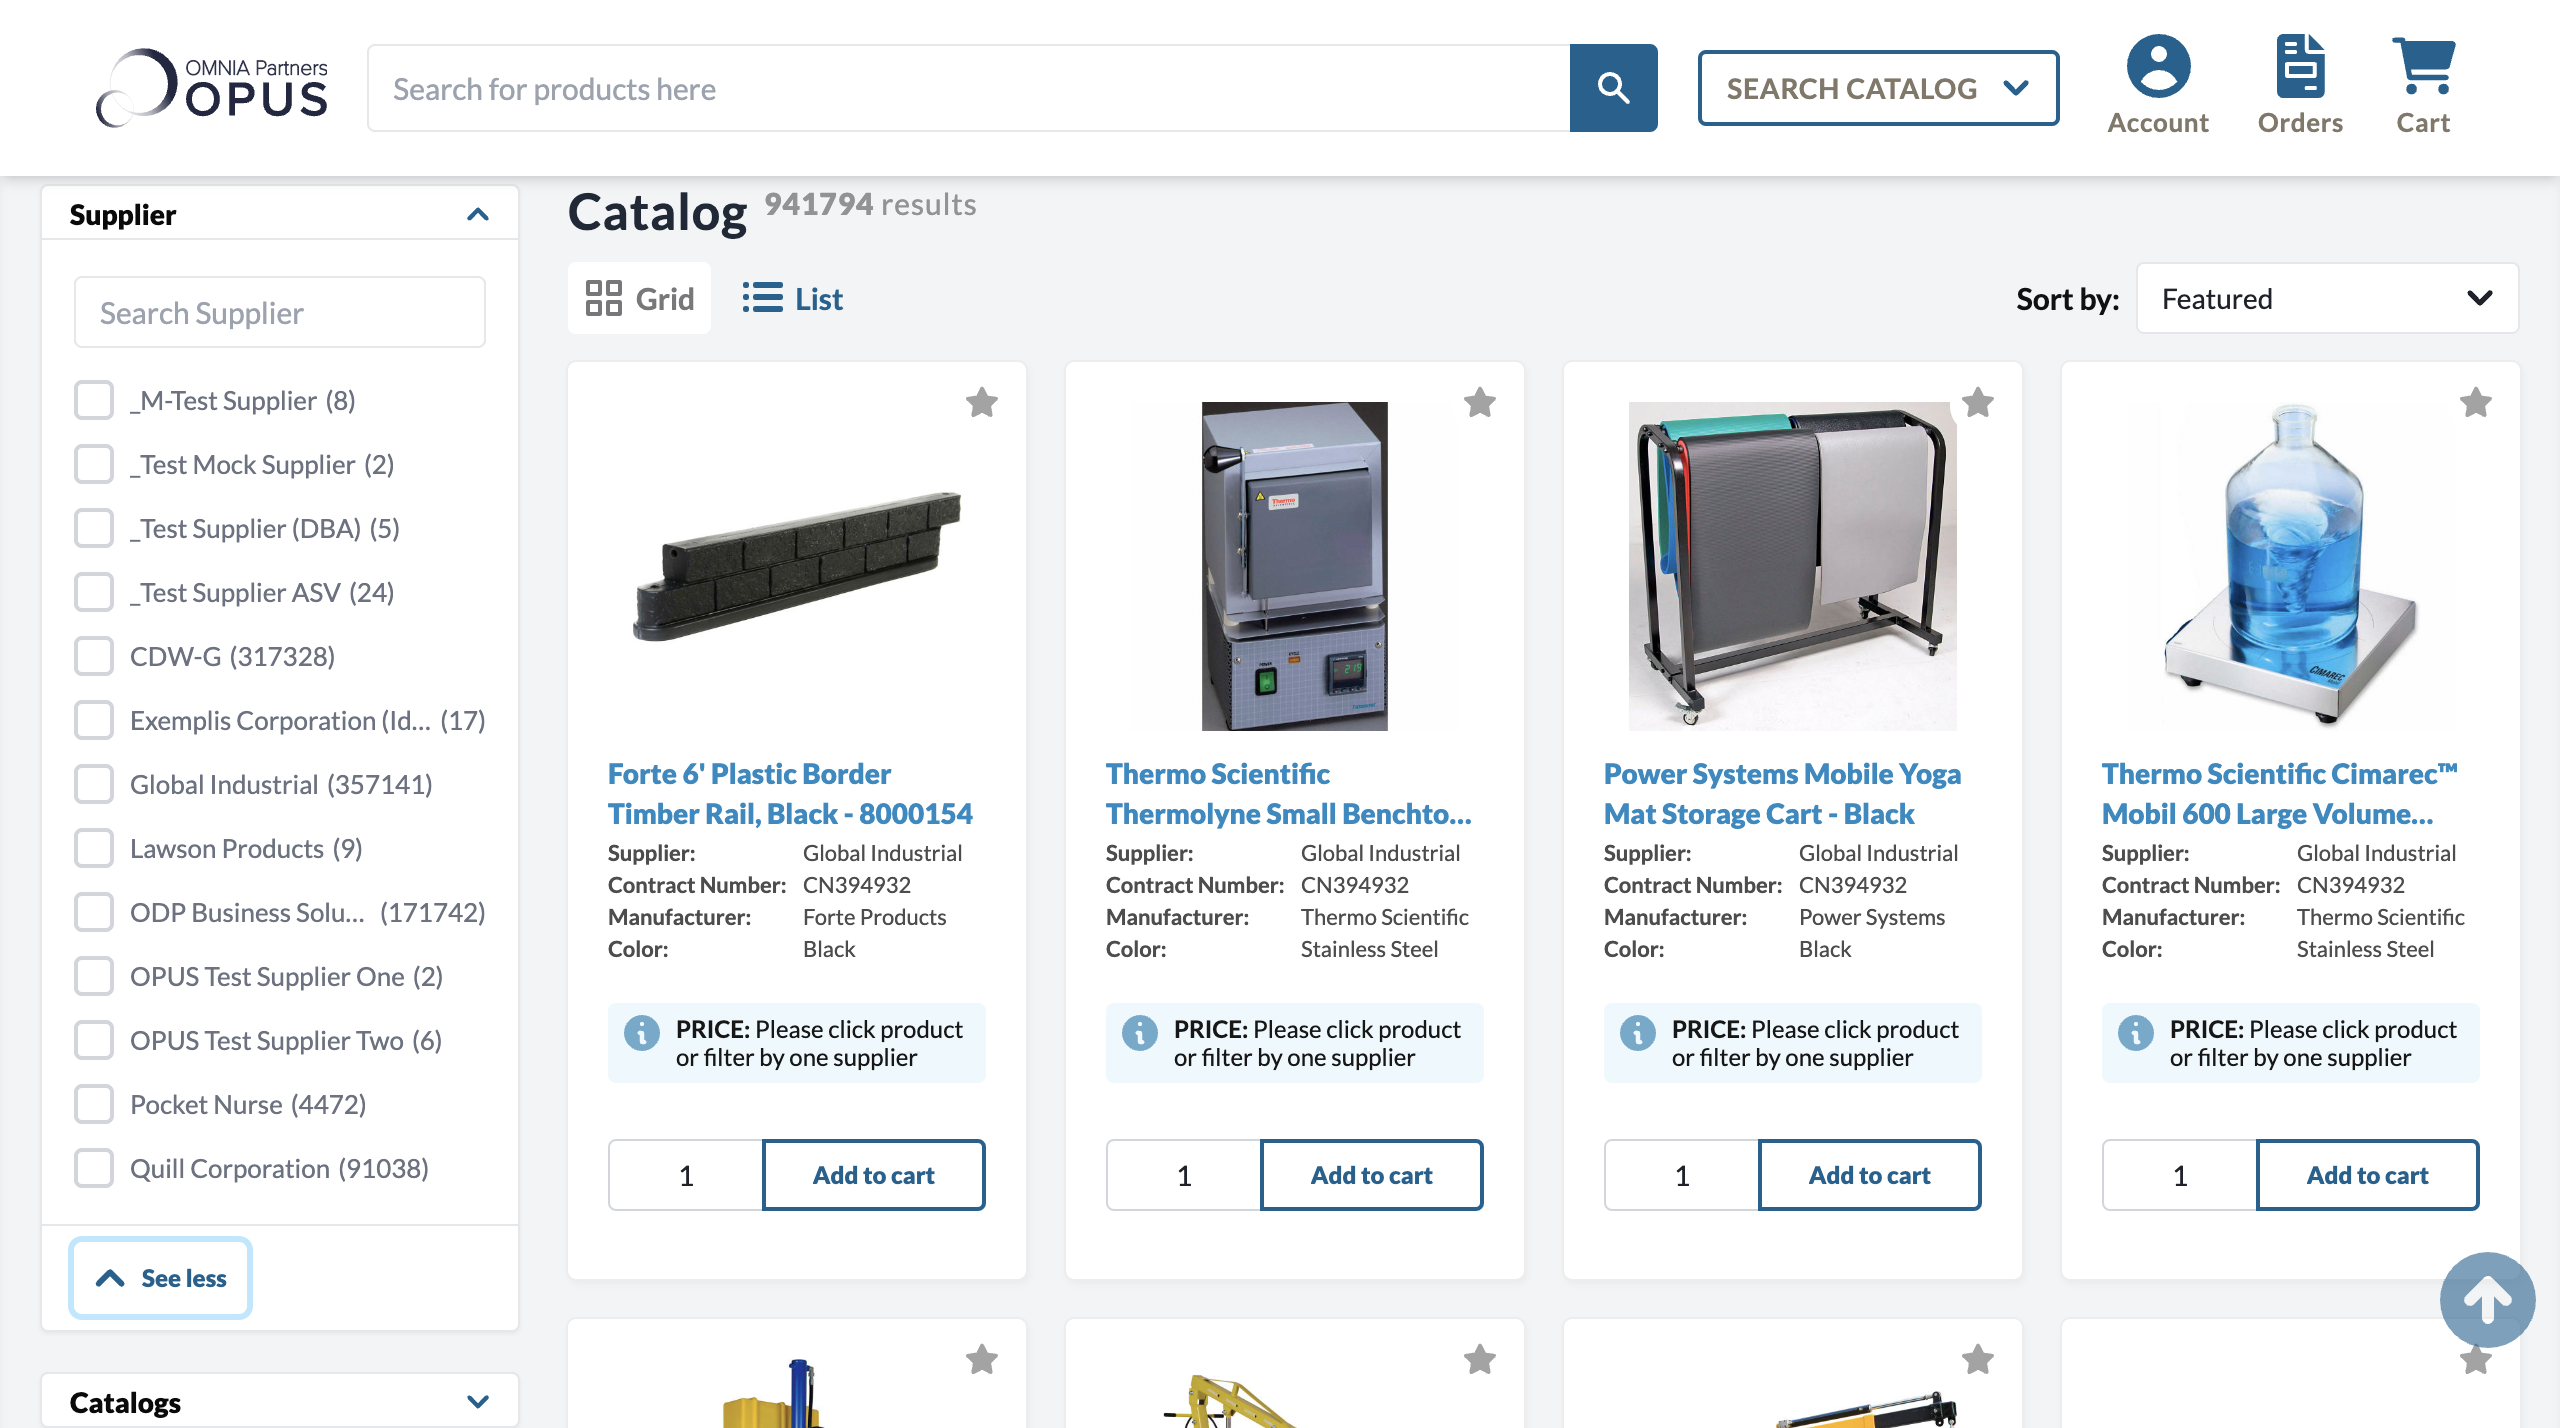 OMNIA Partners
OPUS
Search for products here
SEARCH CATALOG
Account
Orders
Cart
Supplier
Search Supplier
_M-Test Supplier (8)
_Test Mock Supplier (2)
_Test Supplier (DBA) (5)
_Test Supplier ASV (24)
CDW-G (317328)
Exemplis Corporation (Id... (17)
Global Industrial (357141)
Lawson Products (9)
ODP Business Solu... (171742)
OPUS Test Supplier One (2)
OPUS Test Supplier Two (6)
Pocket Nurse (4472)
Quill Corporation (91038)
See less
Catalogs
Catalog 941794 results
Grid
List
Sort by:
Featured
Forte 6' Plastic Border
Timber Rail, Black - 8000154
Supplier: Global Industrial
Contract Number: CN394932
Manufacturer: Forte Products
Color: Black
PRICE: Please click product
or filter by one supplier
1
Add to cart
Thermo Scientific
Thermolyne Small Benchto...
Supplier: Global Industrial
Contract Number: CN394932
Manufacturer: Thermo Scientific
Color: Stainless Steel
PRICE: Please click product
or filter by one supplier
1
Add to cart
Power Systems Mobile Yoga
Mat Storage Cart - Black
Supplier: Global Industrial
Contract Number: CN394932
Manufacturer: Power Systems
Color: Black
PRICE: Please click product
or filter by one supplier
1
Add to cart
CIMAREC
Thermo Scientific Cimarec™
Mobil 600 Large Volume...
Supplier: Global Industrial
Contract Number: CN394932
Manufacturer: Thermo Scientific
Color: Stainless Steel
PRICE: Please click product
or filter by one supplier
1
Add to cart